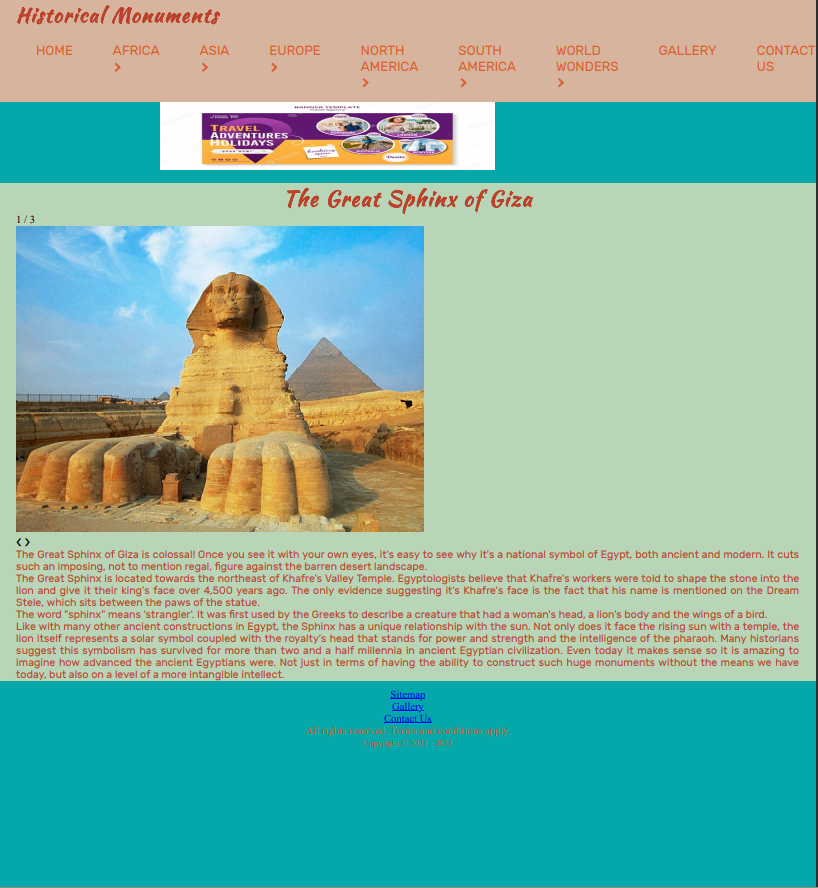 Historical Monuments
HOME
AFRICA
ASIA
EUROPE
NORTH AMERICA
SOUTH AMERICA
WORLD WONDERS
GALLERY
CONTACT US
BANNER TEMPLATE
TRAVEL
ADVENTURES
HOLIDAYS
The Great Sphinx of Giza
1 / 3
The Great Sphinx of Giza is colossal! Once you see it with your own eyes, it's easy to see why it's a national symbol of Egypt, both ancient and modern. It cuts
such an imposing, not to mention regal, figure against the barren desert landscape.
The Great Sphinx is located towards the northeast of Khafre's Valley Temple. Egyptologists believe that Khafre's workers were told to shape the stone into the
lion and give it their king's face over 4,500 years ago. The only evidence suggesting it's Khafre's face is the fact that his name is mentioned on the Dream
Stele, which sits between the paws of the statue.
The word "sphinx" means 'strangler'. It was first used by the Greeks to describe a creature that had a woman's head, a lion's body and the wings of a bird.
Like with many other ancient constructions in Egypt, the Sphinx has a unique relationship with the sun. Not only does it face the rising sun with a temple, the
lion itself represents a solar symbol coupled with the royalty's head that stands for power and strength and the intelligence of the pharaoh. Many historians
suggest this symbolism has survived for more than two and a half millennia in ancient Egyptian civilization. Even today it makes sense so it is amazing to
imagine how advanced the ancient Egyptians were. Not just in terms of having the ability to construct such huge monuments without the means we have
today, but also on a level of a more intangible intellect.
Sitemap
Gallery
Contact Us
All rights reserved. Terms and conditions apply.
Copyright © 2021 - 2021